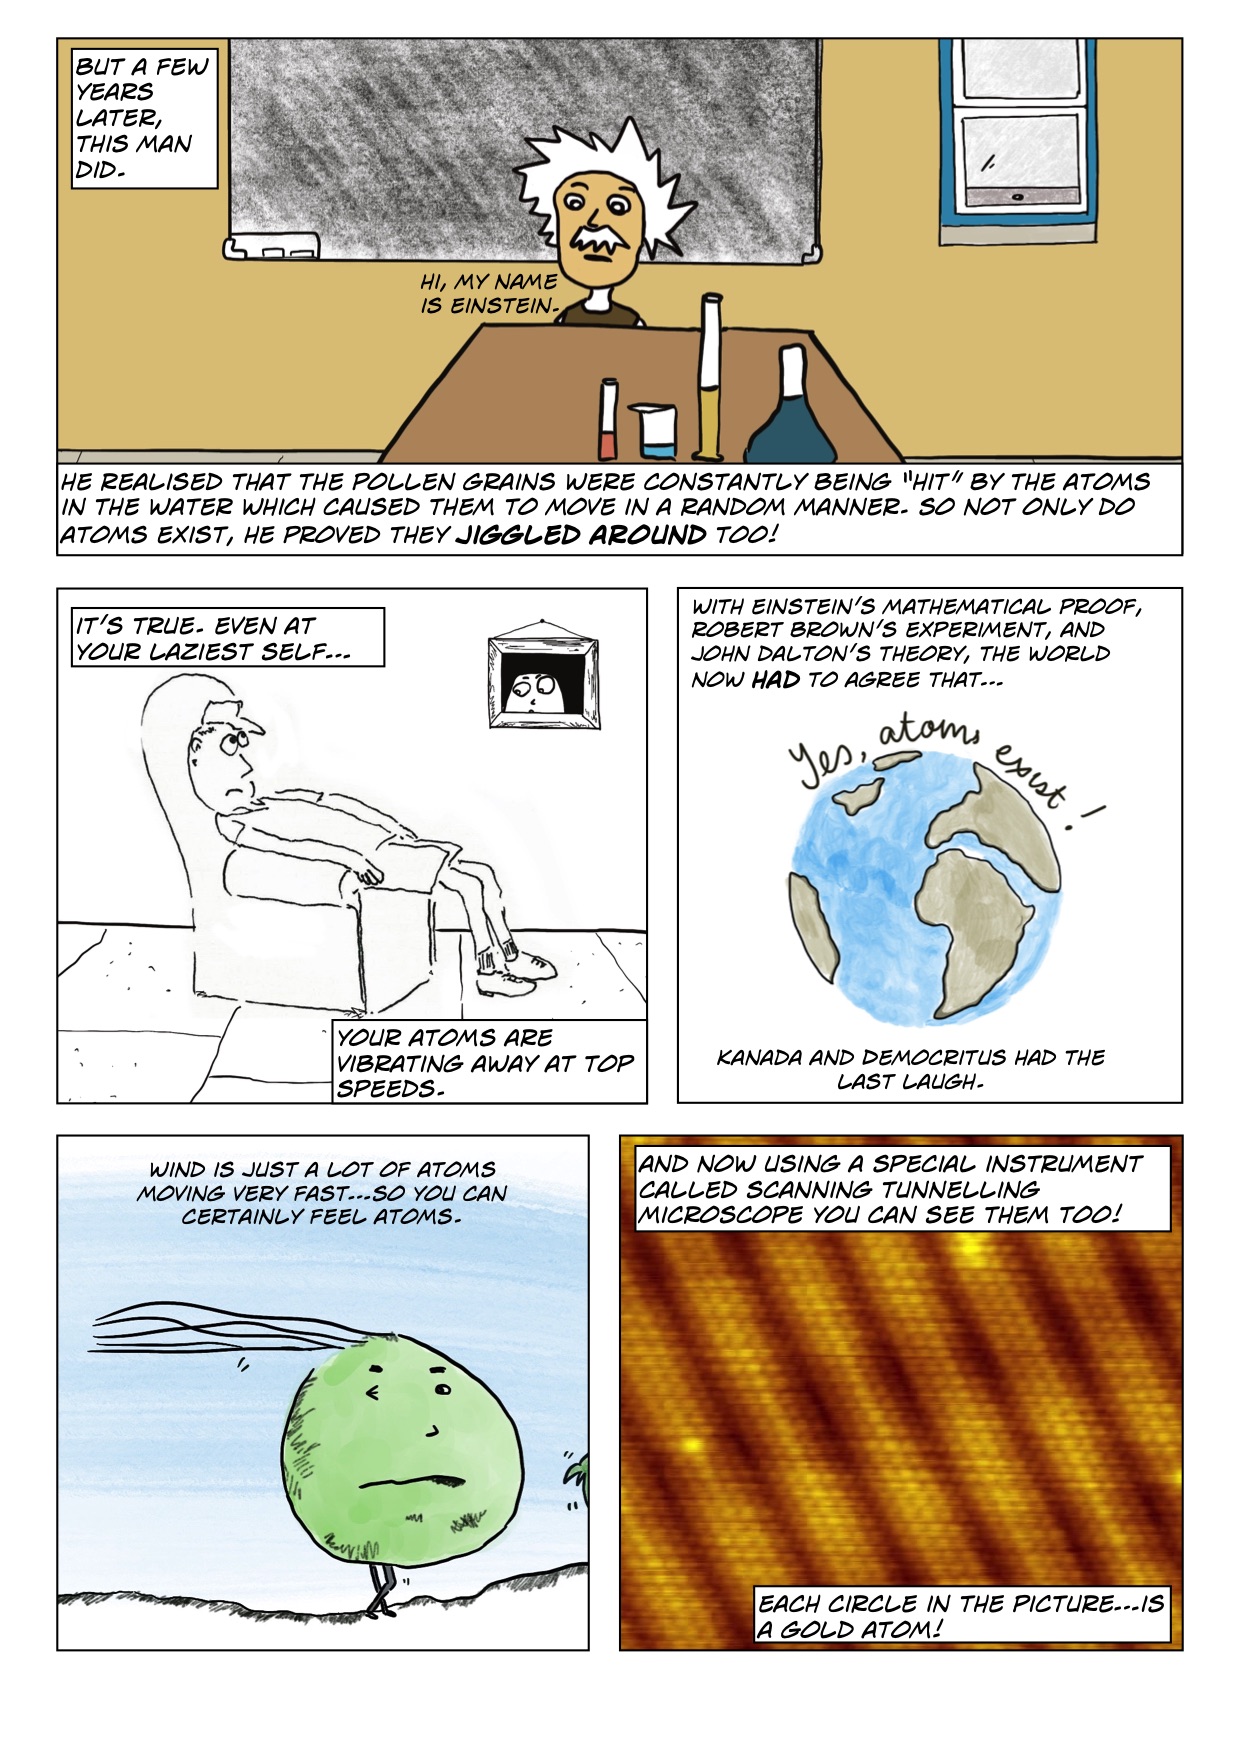 BUT A FEW
YEARS
LATER,
THIS MAN
DID.
HI, MY NAME
IS EINSTEIN.
HE REALISED THAT THE POLLEN GRAINS WERE CONSTANTLY BEING "HIT" BY THE ATOMS
IN THE WATER WHICH CAUSED THEM TO MOVE IN A RANDOM MANNER. SO NOT ONLY DO
ATOMS EXIST, HE PROVED THEY JIGGLED AROUND TOO!
IT'S TRUE. EVEN AT
YOUR LAZIEST SELF...
YOUR ATOMS ARE
VIBRATING AWAY AT TOP
SPEEDS.
WITH EINSTEIN'S MATHEMATICAL PROOF,
ROBERT BROWN'S EXPERIMENT, AND
JOHN DALTON'S THEORY, THE WORLD
NOW HAD TO AGREE THAT...
Yes, atoms exist!
KANADA AND DEMOCRITUS HAD THE
LAST LAUGH.
WIND IS JUST A LOT OF ATOMS
MOVING VERY FAST...SO YOU CAN
CERTAINLY FEEL ATOMS.
AND NOW USING A SPECIAL INSTRUMENT
CALLED SCANNING TUNNELLING
MICROSCOPE YOU CAN SEE THEM TOO!
EACH CIRCLE IN THE PICTURE...IS
A GOLD ATOM!